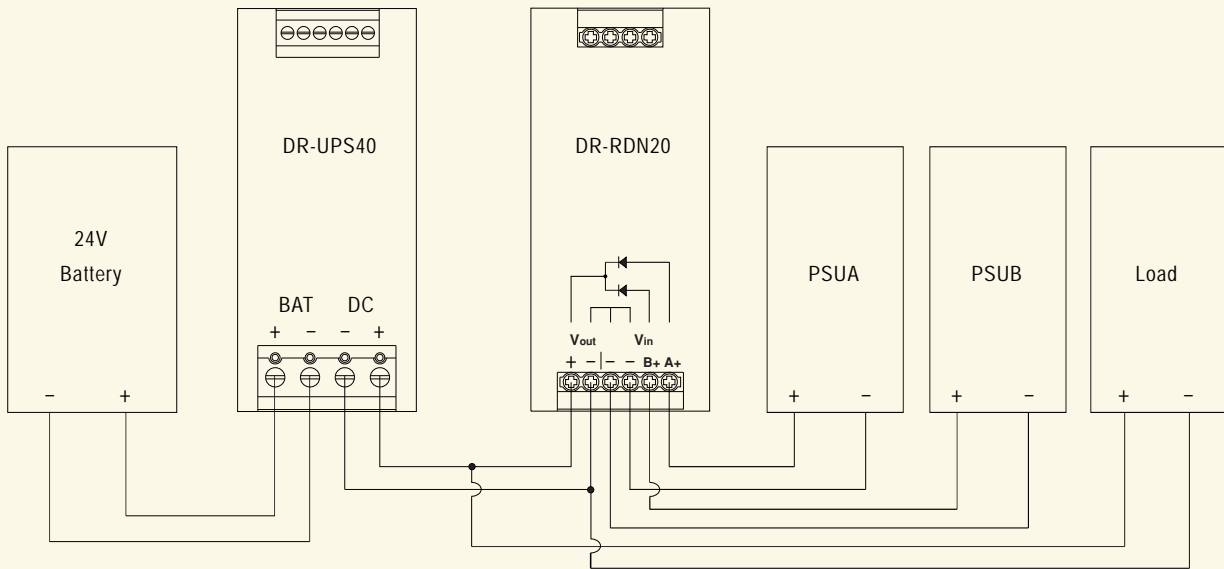 DR-UPS40
DR-RDN20
24V
Battery
PSUA
PSUB
Load
BAT DC
+ − − +
Vout Vin
+ − | − − B+ A+
− +
+ −
+ −
+ −